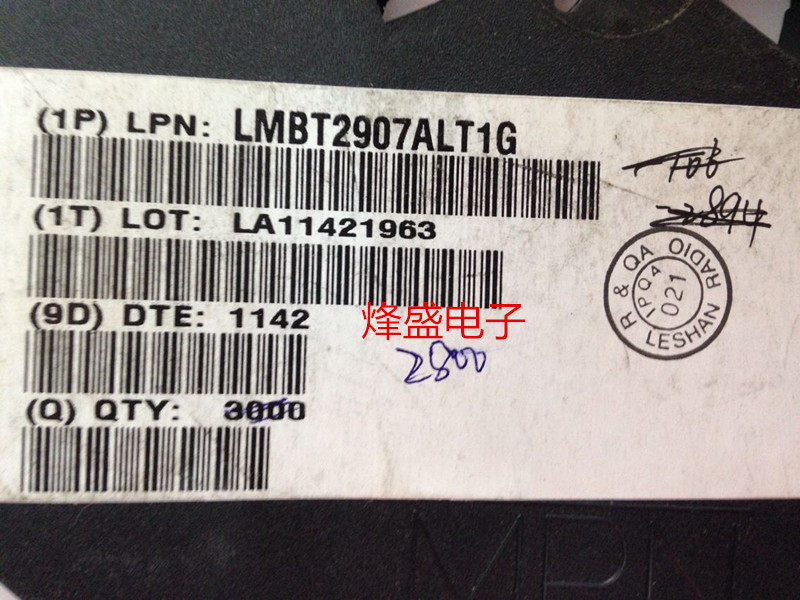 (1P) LPN: LMBT2907ALT1G
(1T) LOT: LA11421963
(9D) DTE: 1142
烽盛电子
2800
(Q) QTY: 3000
R & QA LESHAN RADIO
IPQA
021